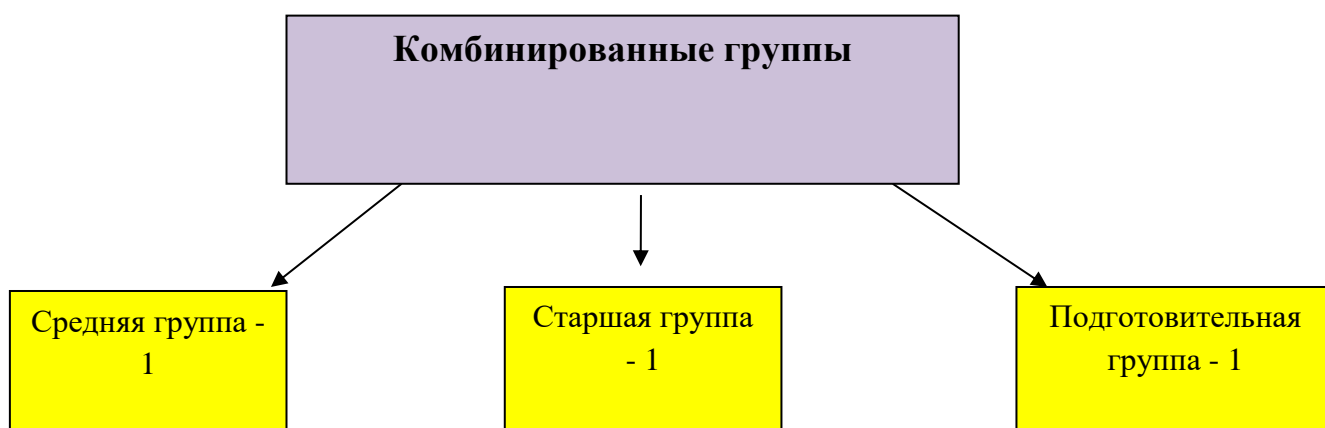 Комбинированные группы
Средняя группа -
1
Старшая группа
- 1
Подготовительная
группа - 1